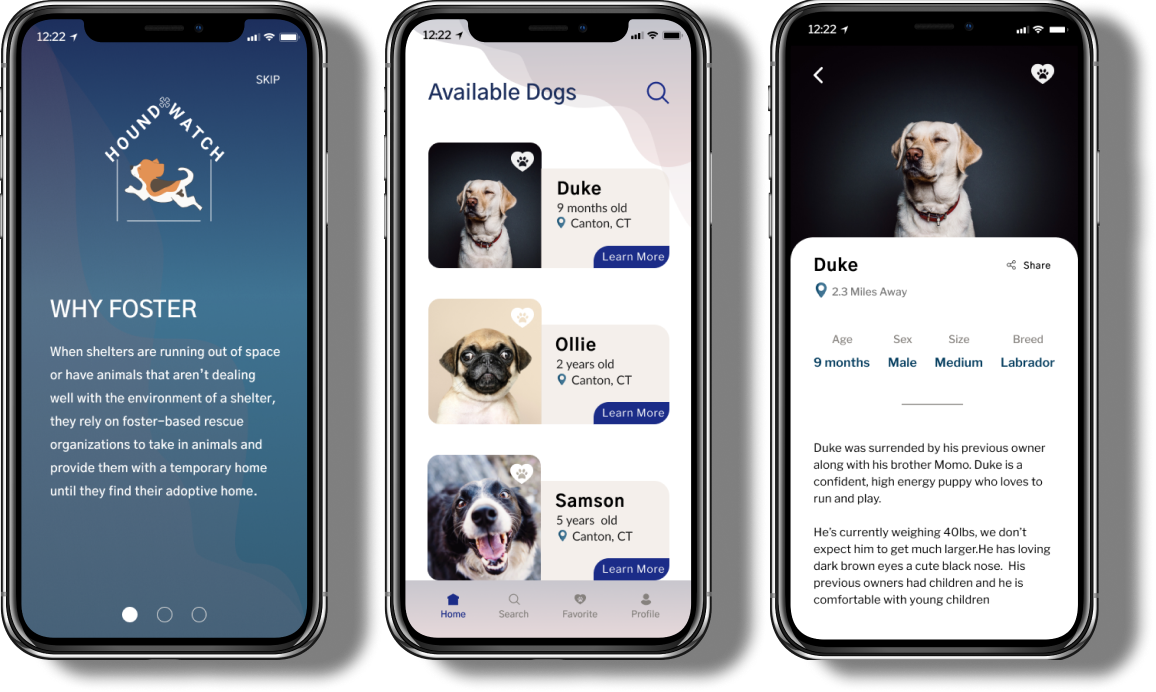 12:22
SKIP
HOUND WATCH
WHY FOSTER
When shelters are running out of space
or have animals that aren't dealing
well with the environment of a shelter,
they rely on foster-based rescue
organizations to take in animals and
provide them with a temporary home
until they find their adoptive home.
12:22
Available Dogs
Duke
9 months old
Canton, CT
Learn More
Ollie
2 years old
Canton, CT
Learn More
Samson
5 years old
Canton, CT
Learn More
Home Search Favorite Profile
12:22
Duke
Share
2.3 Miles Away
Age Sex Size Breed
9 months Male Medium Labrador
Duke was surrended by his previous owner
along with his brother Momo. Duke is a
confident, high energy puppy who loves to
run and play.
He's currently weighing 40lbs, we don't
expect him to get much larger.He has loving
dark brown eyes a cute black nose. His
previous owners had children and he is
comfortable with young children